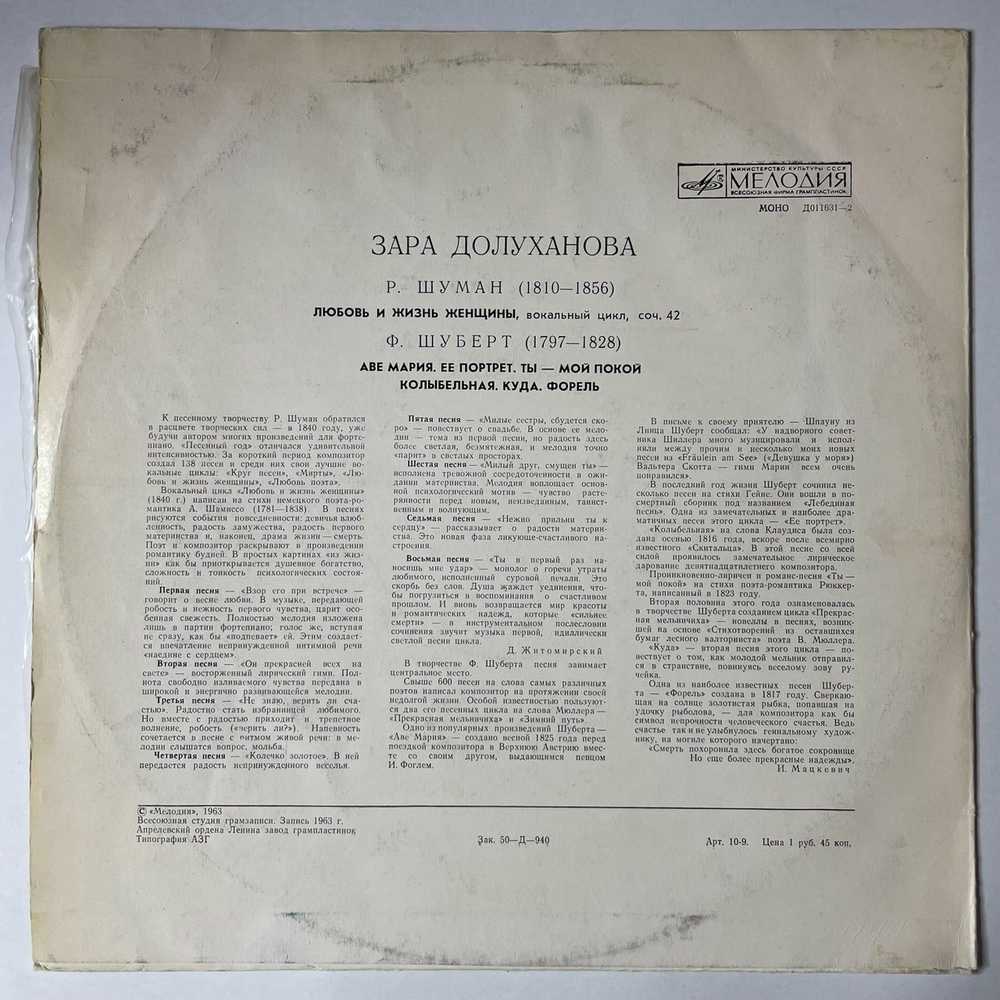 МИНИСТЕРСТВО КУЛЬТУРЫ СССР
МЕЛОДИЯ
ВСЕСОЮЗНАЯ ФИРМА ГРАМПЛАСТИНОК
МОНО Д011631—2
ЗАРА ДОЛУХАНОВА
Р. ШУМАН (1810—1856)
ЛЮБОВЬ И ЖИЗНЬ ЖЕНЩИНЫ, вокальный цикл, соч. 42
Ф. ШУБЕРТ (1797—1828)
АВЕ МАРИЯ. ЕЕ ПОРТРЕТ. ТЫ — МОЙ ПОКОЙ
КОЛЫБЕЛЬНАЯ. КУДА. ФОРЕЛЬ
К песенному творчеству Р. Шуман обратился
в расцвете творческих сил — в 1840 году, уже
будучи автором многих произведений для форте-
пиано. «Песенный год» отличался удивительной
интенсивностью. За короткий период композитор
создал 138 песен и среди них свои лучшие во-
кальные циклы: «Круг песен», «Мирты», «Лю-
бовь и жизнь женщины», «Любовь поэта».
Вокальный цикл «Любовь и жизнь женщины»
(1840 г.) написан на стихи немецкого поэта-ро-
мантика А. Шамиссо (1781—1838). В песнях
рисуются события повседневности: девичья влюб-
ленность, радость замужества, радость первого
материнства и, наконец, драма жизни — смерть.
Поэт и композитор раскрывают в произведении
романтику будней. В простых картинах «из жиз-
ни» как бы приоткрывается душевное богатство,
сложность и тонкость психологических состоя-
ний.
Первая песня — «Взор его при встрече» —
говорит о весне любви. В музыке, передающей
робость и нежность первого чувства, царит осо-
бенная свежесть. Полностью мелодия изложена
лишь в партии фортепиано; голос же, вступая
не сразу, как бы «подпевает» ей. Этим создает-
ся впечатление непринужденной интимной речи
«наедине с сердцем».
Вторая песня — «Он прекрасней всех на
свете» — восторженный лирический гимн. Пол-
нота свободно изливаемого чувства передана в
широкой и энергично развивающейся мелодии.
Третья песня — «Не знаю, верить ли сча-
стью». Радостно стать избранницей любимого.
Но вместе с радостью приходит и трепетное
волнение, робость («верить ли?»). Напевность
сочетается в песне с ритмом живой речи: в ме-
лодии слышатся вопрос, мольба.
Четвертая песня — «Колечко золотое». В ней
передается радость непринужденного веселья.
Пятая песня — «Милые сестры, сбудется ско-
ро» — повествует о свадьбе. В основе ее мело-
дии — тема из первой песни, но радость здесь
более светлая, безмятежная, и мелодия точно
«парит» в светлых просторах.
Шестая песня — «Милый друг, смущен ты» —
исполнена тревожной сосредоточенности в ожи-
дании материнства. Мелодия воплощает основ-
ной психологический мотив — чувство расте-
рянности перед новым, неизведанным, таинст-
венным и волнующим.
Седьмая песня — «Нежно прильни ты к
сердцу» — рассказывают о радости материн-
ства. Это новая фаза ликующе-счастливого на-
строения.
Восьмая песня — «Ты в первый раз на-
носишь мне удар» — монолог о горечи утраты
любимого, исполненный суровой печали. Это
скорбь без слов. Душа жаждет уединения, что-
бы погрузиться в воспоминания о счастливом
прошлом. И вновь возвращается мир красоты
и романтических надежд, которые «сильнее
смерти» — в инструментальном послесловии
сочинения звучит музыка первой, идиллически
светлой песни цикла.
Д. Житомирский
В творчестве Ф. Шуберта песня занимает
центральное место.
Свыше 600 песен на слова самых различных
поэтов написал композитор на протяжении своей
недолгой жизни. Особой известностью пользуют-
ся два его песенных цикла на слова Мюллера —
«Прекрасная мельничиха» и «Зимний путь».
Одно из популярных произведений Шуберта —
«Аве Мария» — создано весной 1825 года перед
поездкой композитора в Верхнюю Австрию вмес-
те со своим другом, выдающимся певцом
И. Фоглем.
В письме к своему приятелю — Шпауну из
Линца Шуберт сообщал: «У надворного совет-
ника Шиллера много музицировали и испол-
няли между прочим и несколько моих новых
песен из «Fräulein am See» («Девушка у моря»)
Вальтера Скотта — гимн Марии всем очень
понравился».
В последний год жизни Шуберт сочинил не-
сколько песен на стихи Гейне. Они вошли в по-
смертный сборник под названием «Лебединая
песнь». Одна из замечательных и наиболее дра-
матичных песен этого цикла — «Ее портрет».
«Колыбельная» на слова Клаудиса была соз-
дана осенью 1816 года, вскоре после всемирно
известного «Скитальца». В этой песне со всей
силой проявилось замечательное лирическое
дарование девятнадцатилетнего композитора.
Проникновенно-лиричен и романс-песня «Ты —
мой покой» на стихи поэта-романтика Рюккер-
та, написанный в 1823 году.
Вторая половина этого года ознаменовалась
в творчестве Шуберта созданием цикла «Прекрас-
ная мельничиха» — новеллы в песнях, возник-
шей на основе «Стихотворений из оставшихся
бумаг лесного валторниста» поэта В. Мюллера.
«Куда» — вторая песня этого цикла — по-
вествует о том, как молодой мельник отправил-
ся в странствие, повинуясь веселому зову ру-
чейка.
Одна из наиболее известных песен Шубер-
та — «Форель» создана в 1817 году. Сверкаю-
щая на солнце золотистая рыбка, попавшая на
удочку рыболова, — для композитора как бы
символ непрочности человеческого счастья. Ведь
счастье так и не улыбнулось гениальному худож-
нику, на могиле которого начертано:
«Смерть похоронила здесь богатое сокровище
Но еще более прекрасные надежды».
И. Мацкевич
© «Мелодия», 1963
Всесоюзная студия грамзаписи. Запись 1963 г.
Апрелевский ордена Ленина завод грампластинок
Типография АЗГ
Зак. 50—Д—940
Арт. 10-9. Цена 1 руб. 45 коп.